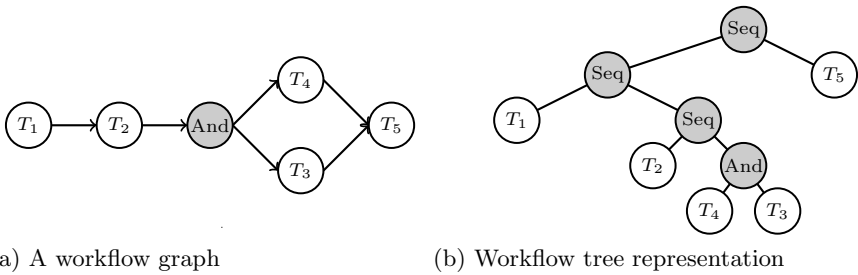 T1 T2 And T4 T3 T5
Seq
Seq T5
T1 Seq
T2 And
T4 T3
a) A workflow graph
(b) Workflow tree representation